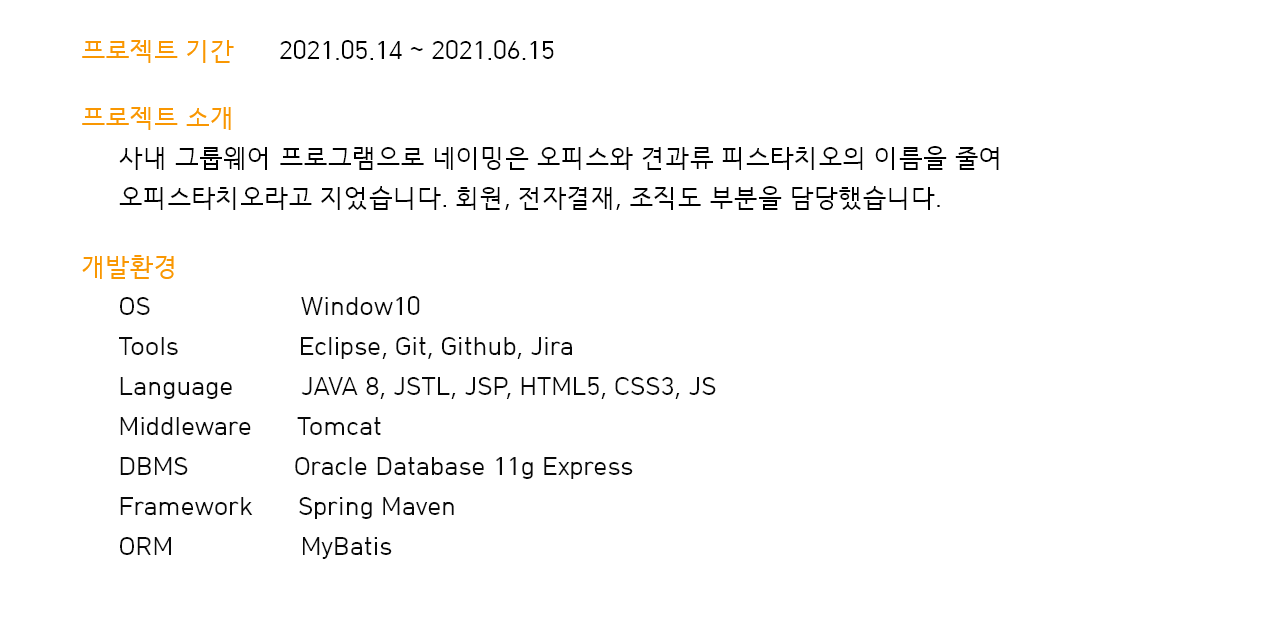 프로젝트 기간 2021.05.14 ~ 2021.06.15
프로젝트 소개
사내 그룹웨어 프로그램으로 네이밍은 오피스와 견과류 피스타치오의 이름을 줄여
오피스타치오라고 지었습니다. 회원, 전자결재, 조직도 부분을 담당했습니다.
개발환경
OS Window10
Tools Eclipse, Git, Github, Jira
Language JAVA 8, JSTL, JSP, HTML5, CSS3, JS
Middleware Tomcat
DBMS Oracle Database 11g Express
Framework Spring Maven
ORM MyBatis